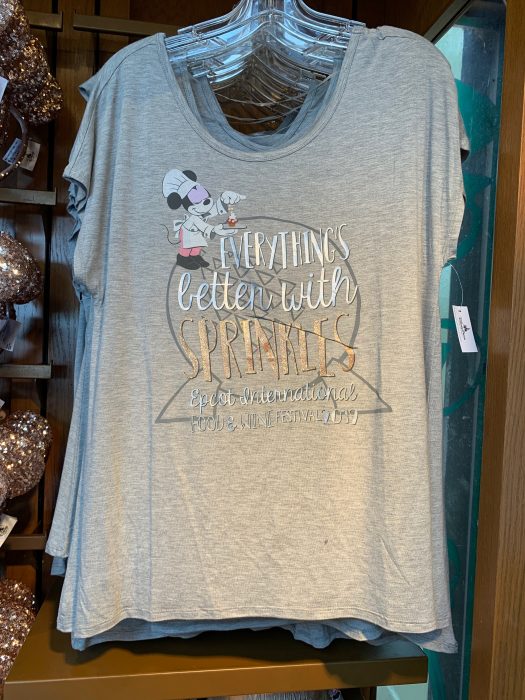 EVERYTHING'S
better with
SPRINKLES
Epcot International
FOOD & WINE FESTIVAL 2019